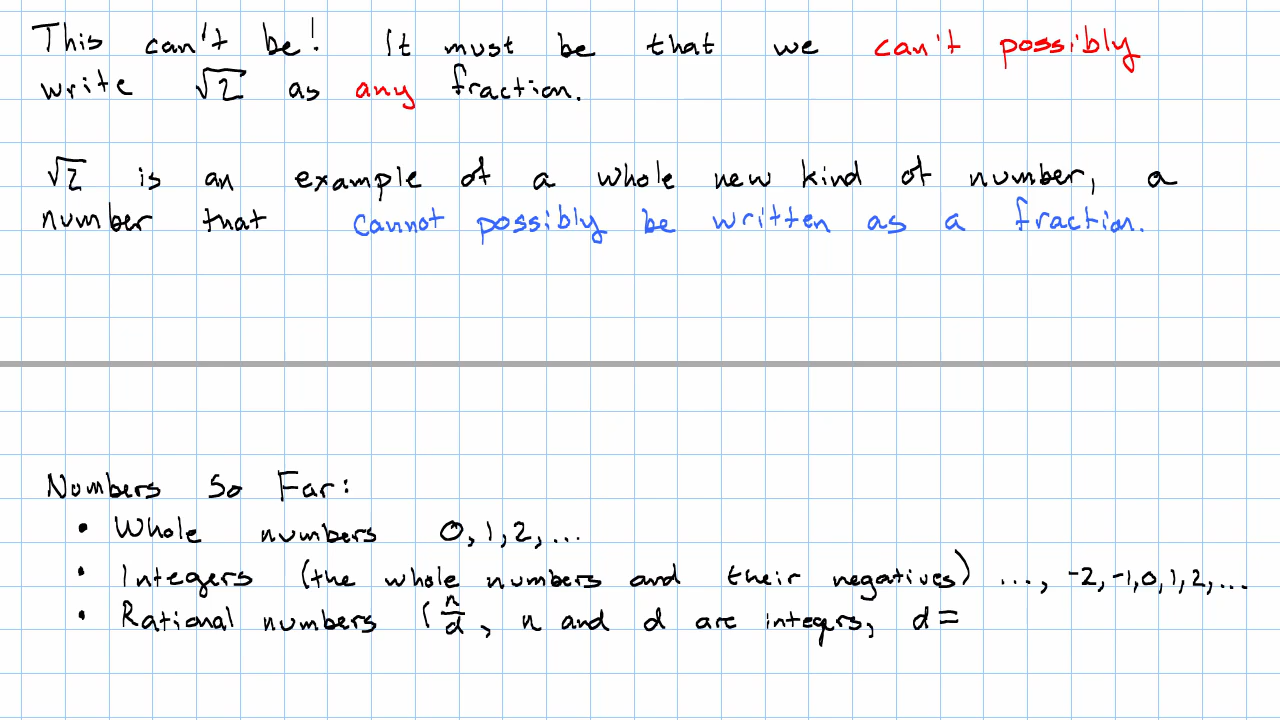 This can't be! It must be that we can't possibly
write √2 as any fraction.
√2 is an example of a whole new kind of number, a
number that cannot possibly be written as a fraction.
Numbers So Far:
• Whole numbers 0, 1, 2, ...
• Integers (the whole numbers and their negatives) ..., -2, -1, 0, 1, 2, ...
• Rational numbers (n/d, n and d are integrs, d=